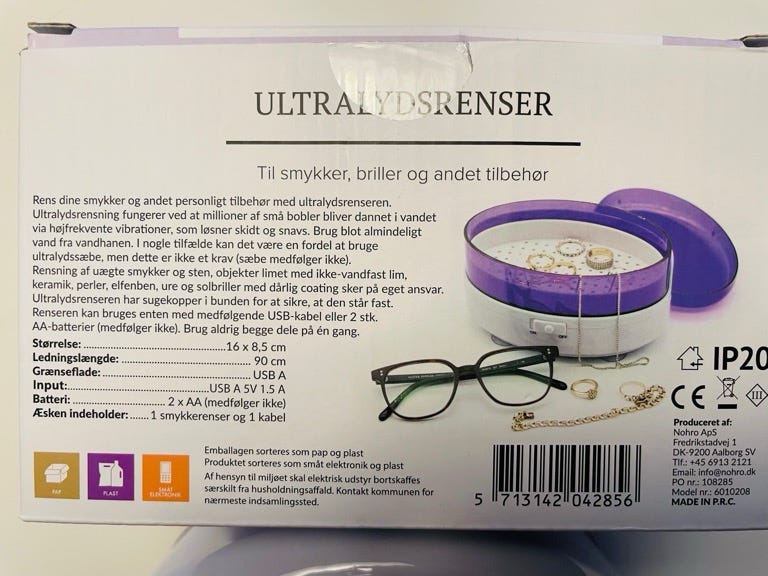 ULTRALYDSRENSER
Til smykker, briller og andet tilbehør
Rens dine smykker og andet personligt tilbehør med ultralydsrenseren.
Ultralydsrensning fungerer ved at millioner af små bobler bliver dannet i vandet
via højfrekvente vibrationer, som løsner skidt og snavs. Brug blot almindeligt
vand fra vandhanen. I nogle tilfælde kan det være en fordel at bruge
ultralydssæbe, men dette er ikke et krav (sæbe medfølger ikke).
Rensning af uægte smykker og sten, objekter limet med ikke-vandfast lim,
keramik, perler, elfenben, ure og solbriller med dårlig coating sker på eget ansvar.
Ultralydsrenseren har sugekopper i bunden for at sikre, at den står fast.
Renseren kan bruges enten med medfølgende USB-kabel eller 2 stk.
AA-batterier (medfølger ikke). Brug aldrig begge dele på én gang.
Størrelse:..............................16 x 8,5 cm
Ledningslængde:..............................90 cm
Grænseflade:..............................USB A
Input:..............................USB A 5V 1.5 A
Batteri:....................2 x AA (medfølger ikke)
Æsken indeholder:.......1 smykkerenser og 1 kabel
ON
OFF
IP20
CE
III
Produceret af:
Nohro ApS
Fredrikstadvej 1
DK-9200 Aalborg SV
Tlf.: +45 6913 2121
Email: info@nohro.dk
PO nr.: 108285
Model nr.: 6010208
MADE IN P.R.C.
PAP
PLAST
SMÅT
ELEKTRONIK
Emballagen sorteres som pap og plast
Produktet sorteres som småt elektronik og plast
Af hensyn til miljøet skal elektrisk udstyr bortskaffes
særskilt fra husholdningsaffald. Kontakt kommunen for
nærmeste indsamlingssted.
5 713142 042856